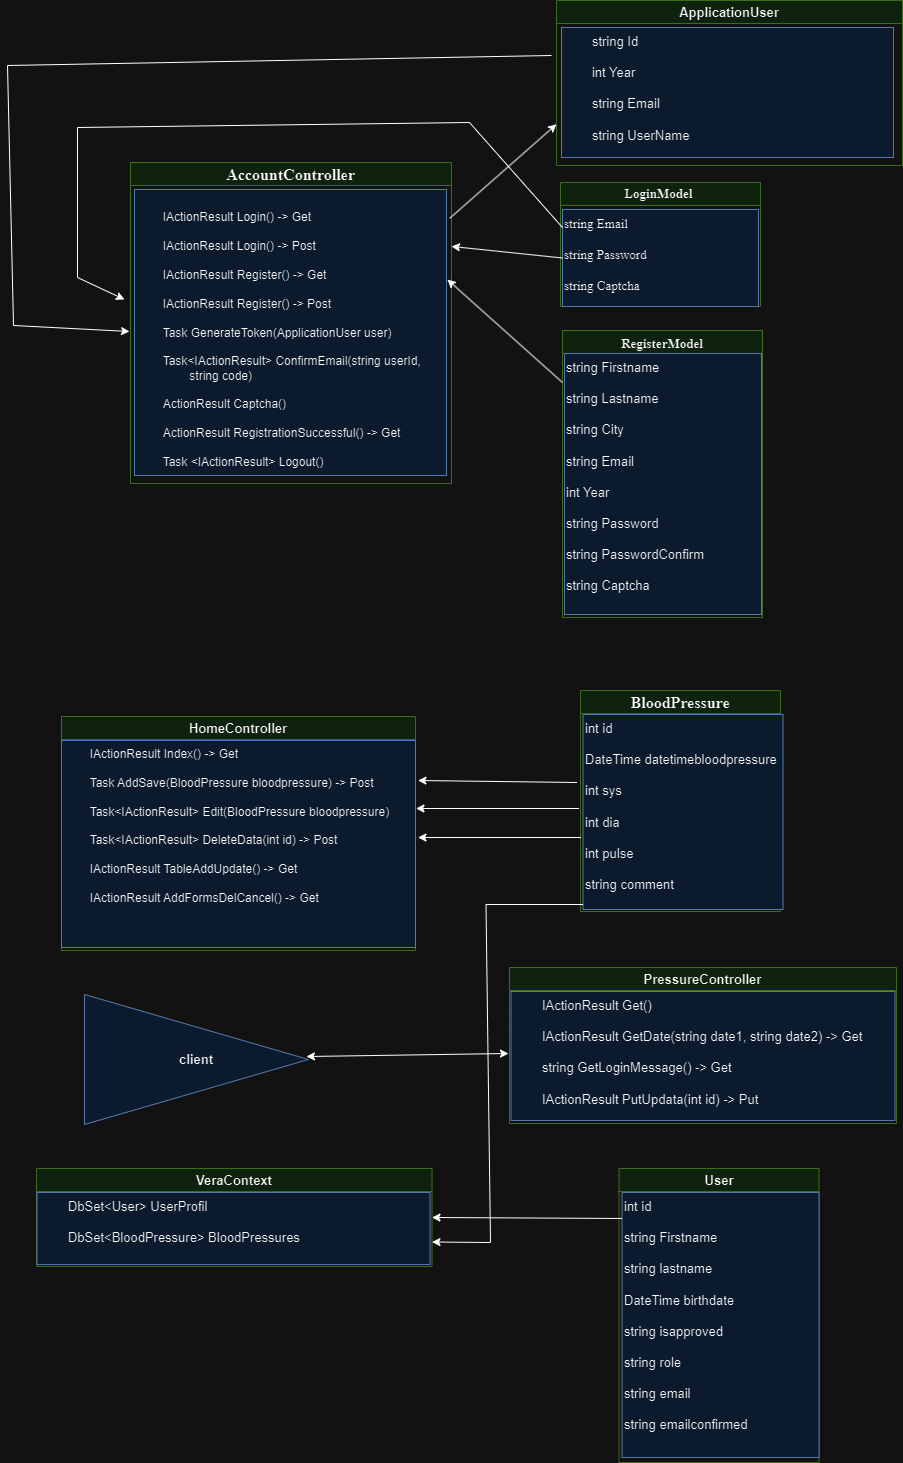 ApplicationUser
string Id
int Year
string Email
string UserName
AccountController
IActionResult Login() -> Get
IActionResult Login() -> Post
IActionResult Register() -> Get
IActionResult Register() -> Post
Task GenerateToken(ApplicationUser user)
Task<IActionResult> ConfirmEmail(string userId,
string code)
ActionResult Captcha()
ActionResult RegistrationSuccessful() -> Get
Task <IActionResult> Logout()
LoginModel
string Email
string Password
string Captcha
RegisterModel
string Firstname
string Lastname
string City
string Email
int Year
string Password
string PasswordConfirm
string Captcha
HomeController
IActionResult Index() -> Get
Task AddSave(BloodPressure bloodpressure) -> Post
Task<IActionResult> Edit(BloodPressure bloodpressure)
Task<IActionResult> DeleteData(int id) -> Post
IActionResult TableAddUpdate() -> Get
IActionResult AddFormsDelCancel() -> Get
BloodPressure
int id
DateTime datetimebloodpressure
int sys
int dia
int pulse
string comment
PressureController
IActionResult Get()
IActionResult GetDate(string date1, string date2) -> Get
string GetLoginMessage() -> Get
IActionResult PutUpdata(int id) -> Put
client
VeraContext
DbSet<User> UserProfil
DbSet<BloodPressure> BloodPressures
User
int id
string Firstname
string lastname
DateTime birthdate
string isapproved
string role
string email
string emailconfirmed